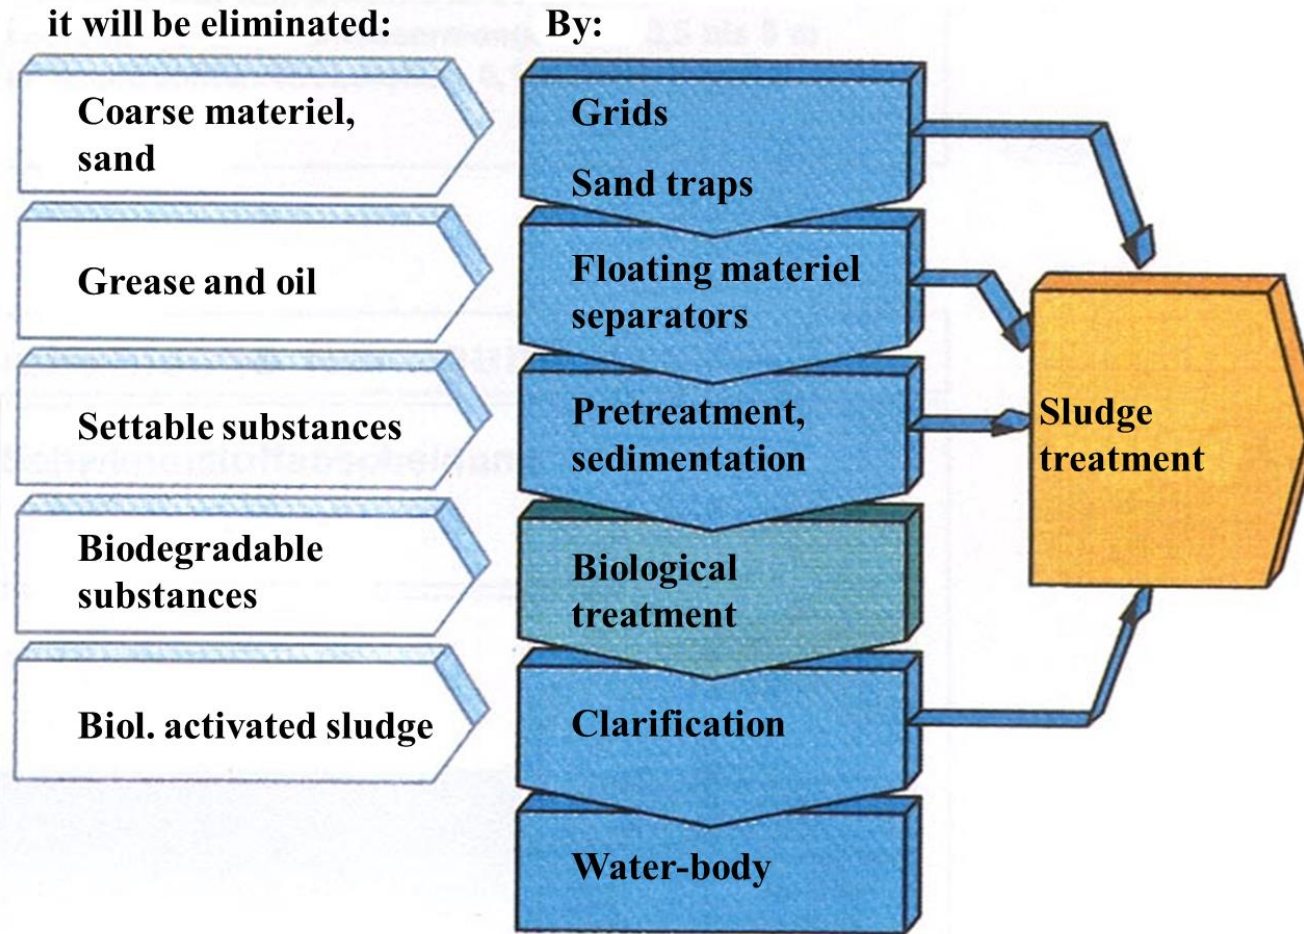 it will be eliminated:
By:
Coarse materiel,
sand
Grids
Sand traps
Grease and oil
Floating materiel
separators
Settable substances
Pretreatment,
sedimentation
Sludge
treatment
Biodegradable
substances
Biological
treatment
Biol. activated sludge
Clarification
Water-body